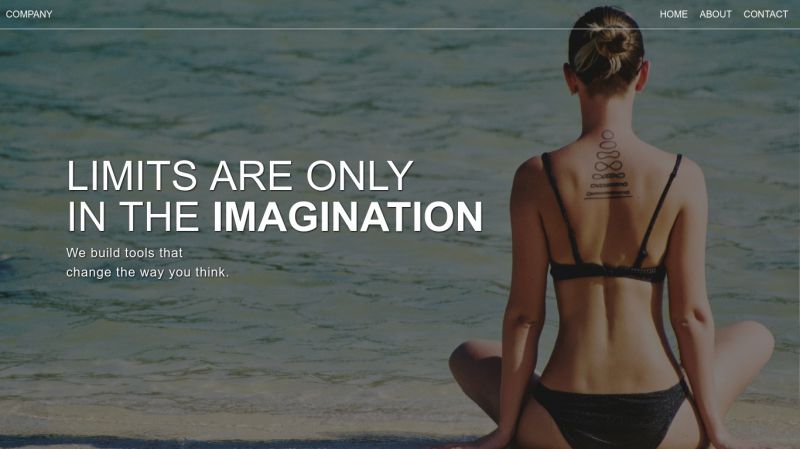 COMPANY
HOME ABOUT CONTACT
LIMITS ARE ONLY
IN THE IMAGINATION
We build tools that
change the way you think.